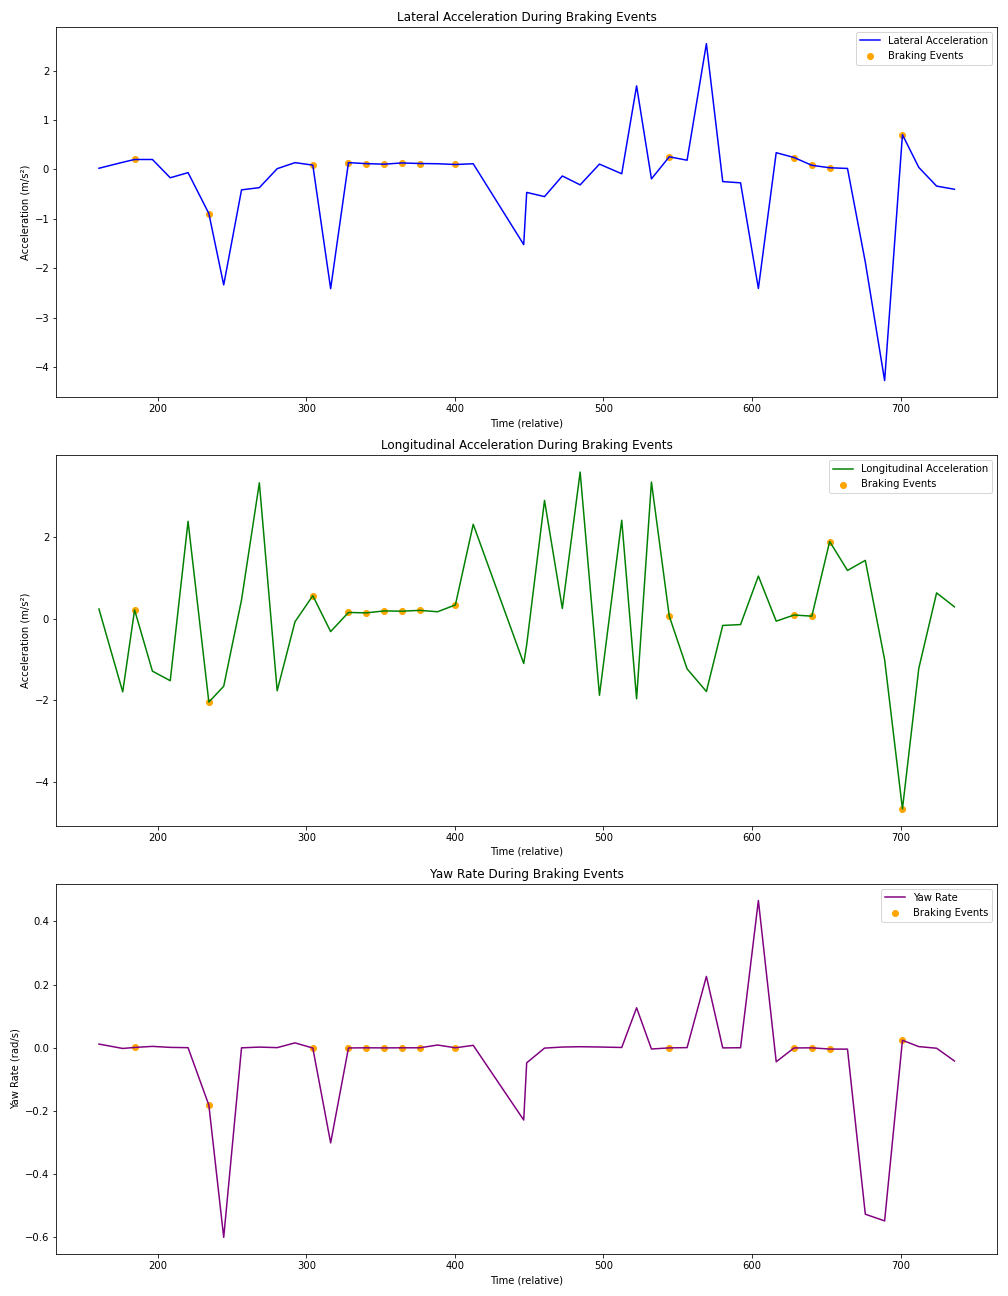 Lateral Acceleration During Braking Events
Lateral Acceleration
Braking Events
Acceleration (m/s²)
2
1
0
−1
−2
−3
−4
200 300 400 500 600 700
Time (relative)
Longitudinal Acceleration During Braking Events
Longitudinal Acceleration
Braking Events
Acceleration (m/s²)
2
0
−2
−4
200 300 400 500 600 700
Time (relative)
Yaw Rate During Braking Events
Yaw Rate
Braking Events
Yaw Rate (rad/s)
0.4
0.2
0.0
−0.2
−0.4
−0.6
200 300 400 500 600 700
Time (relative)